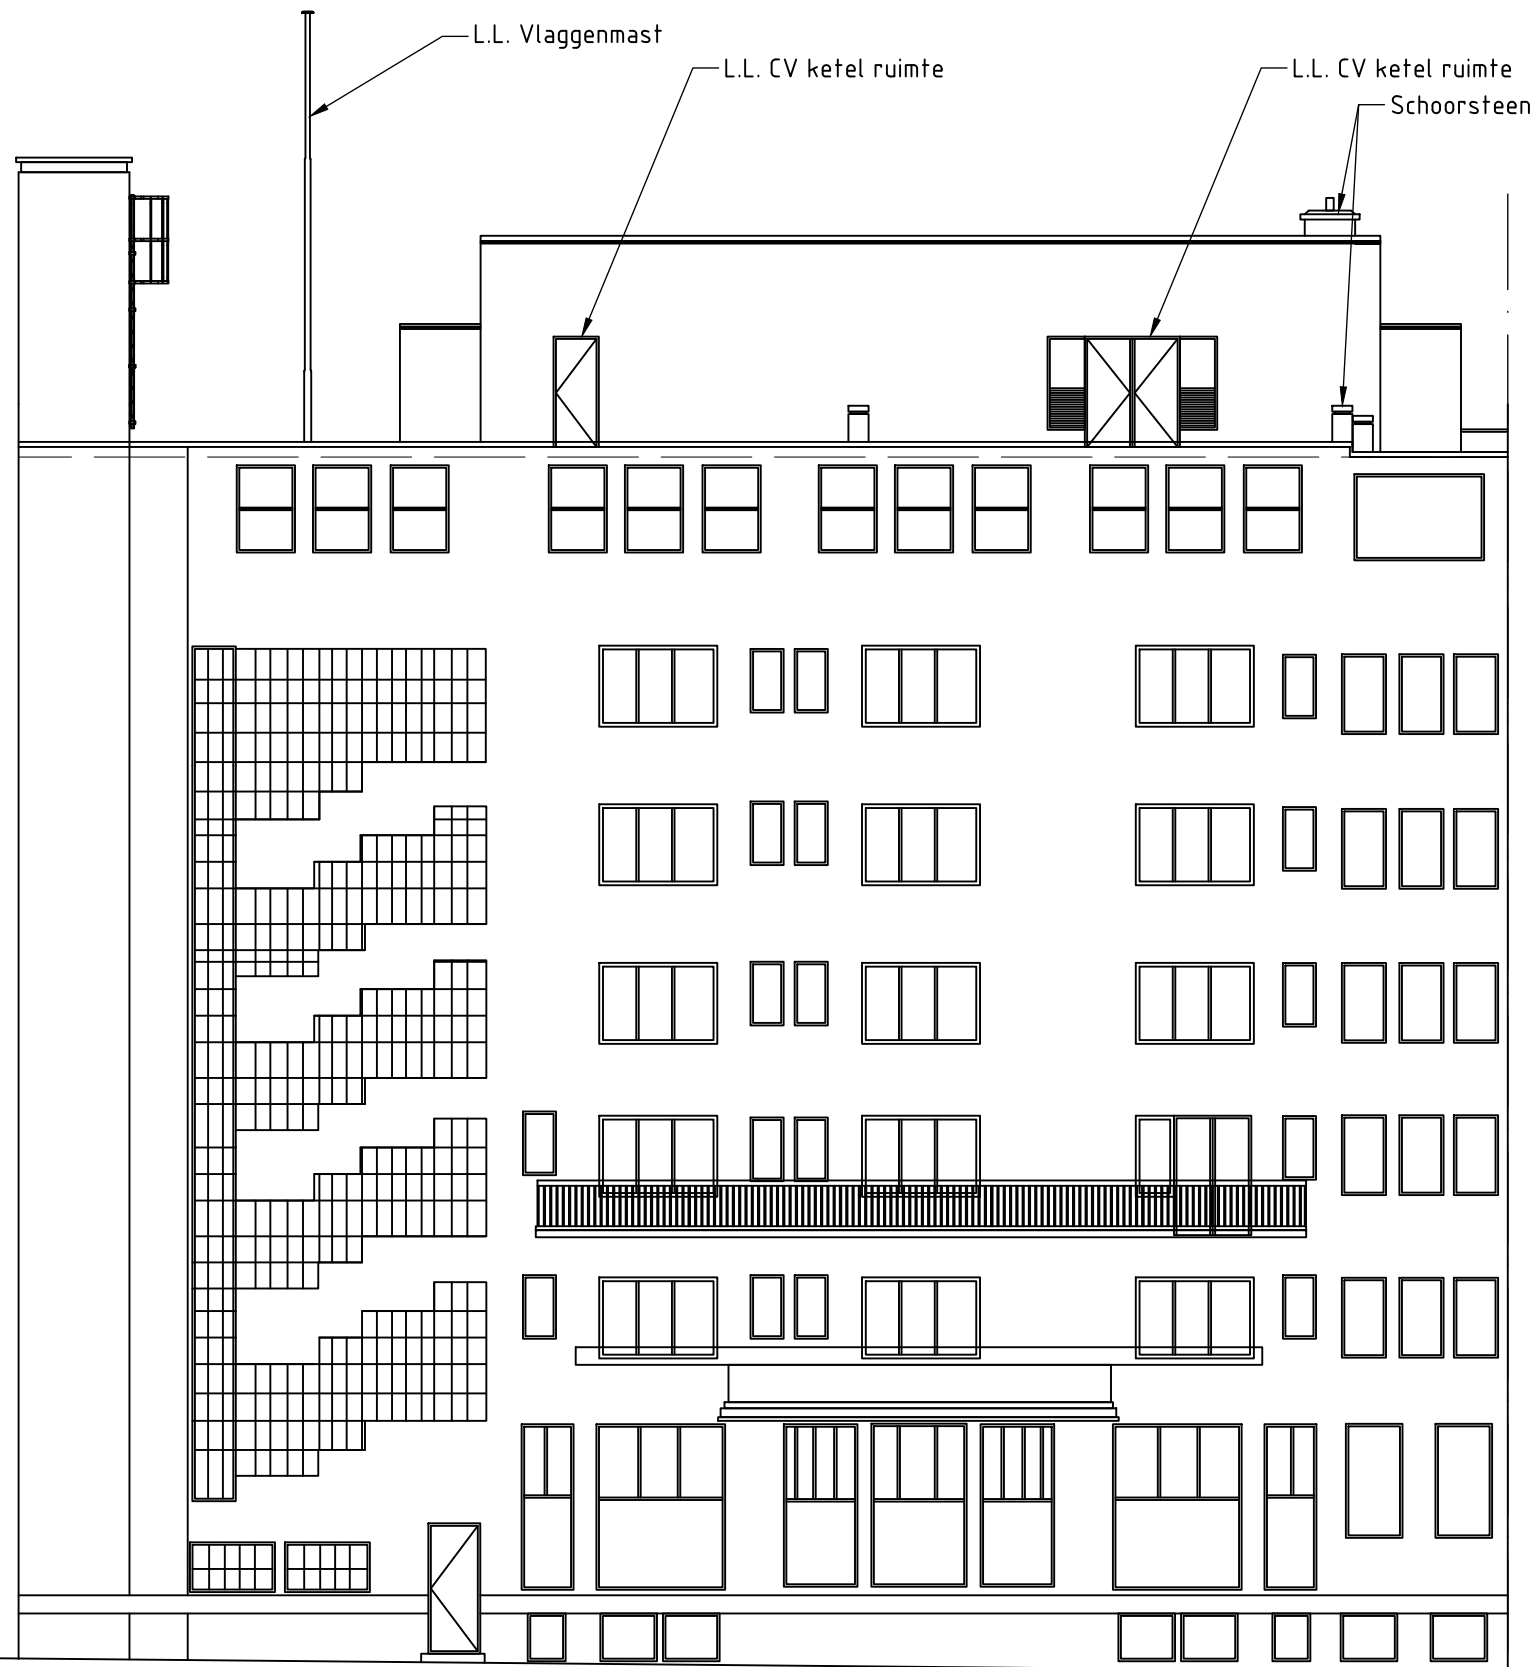 L.L. Vlaggenmast
L.L. CV ketel ruimte
L.L. CV ketel ruimte
Schoorsteen